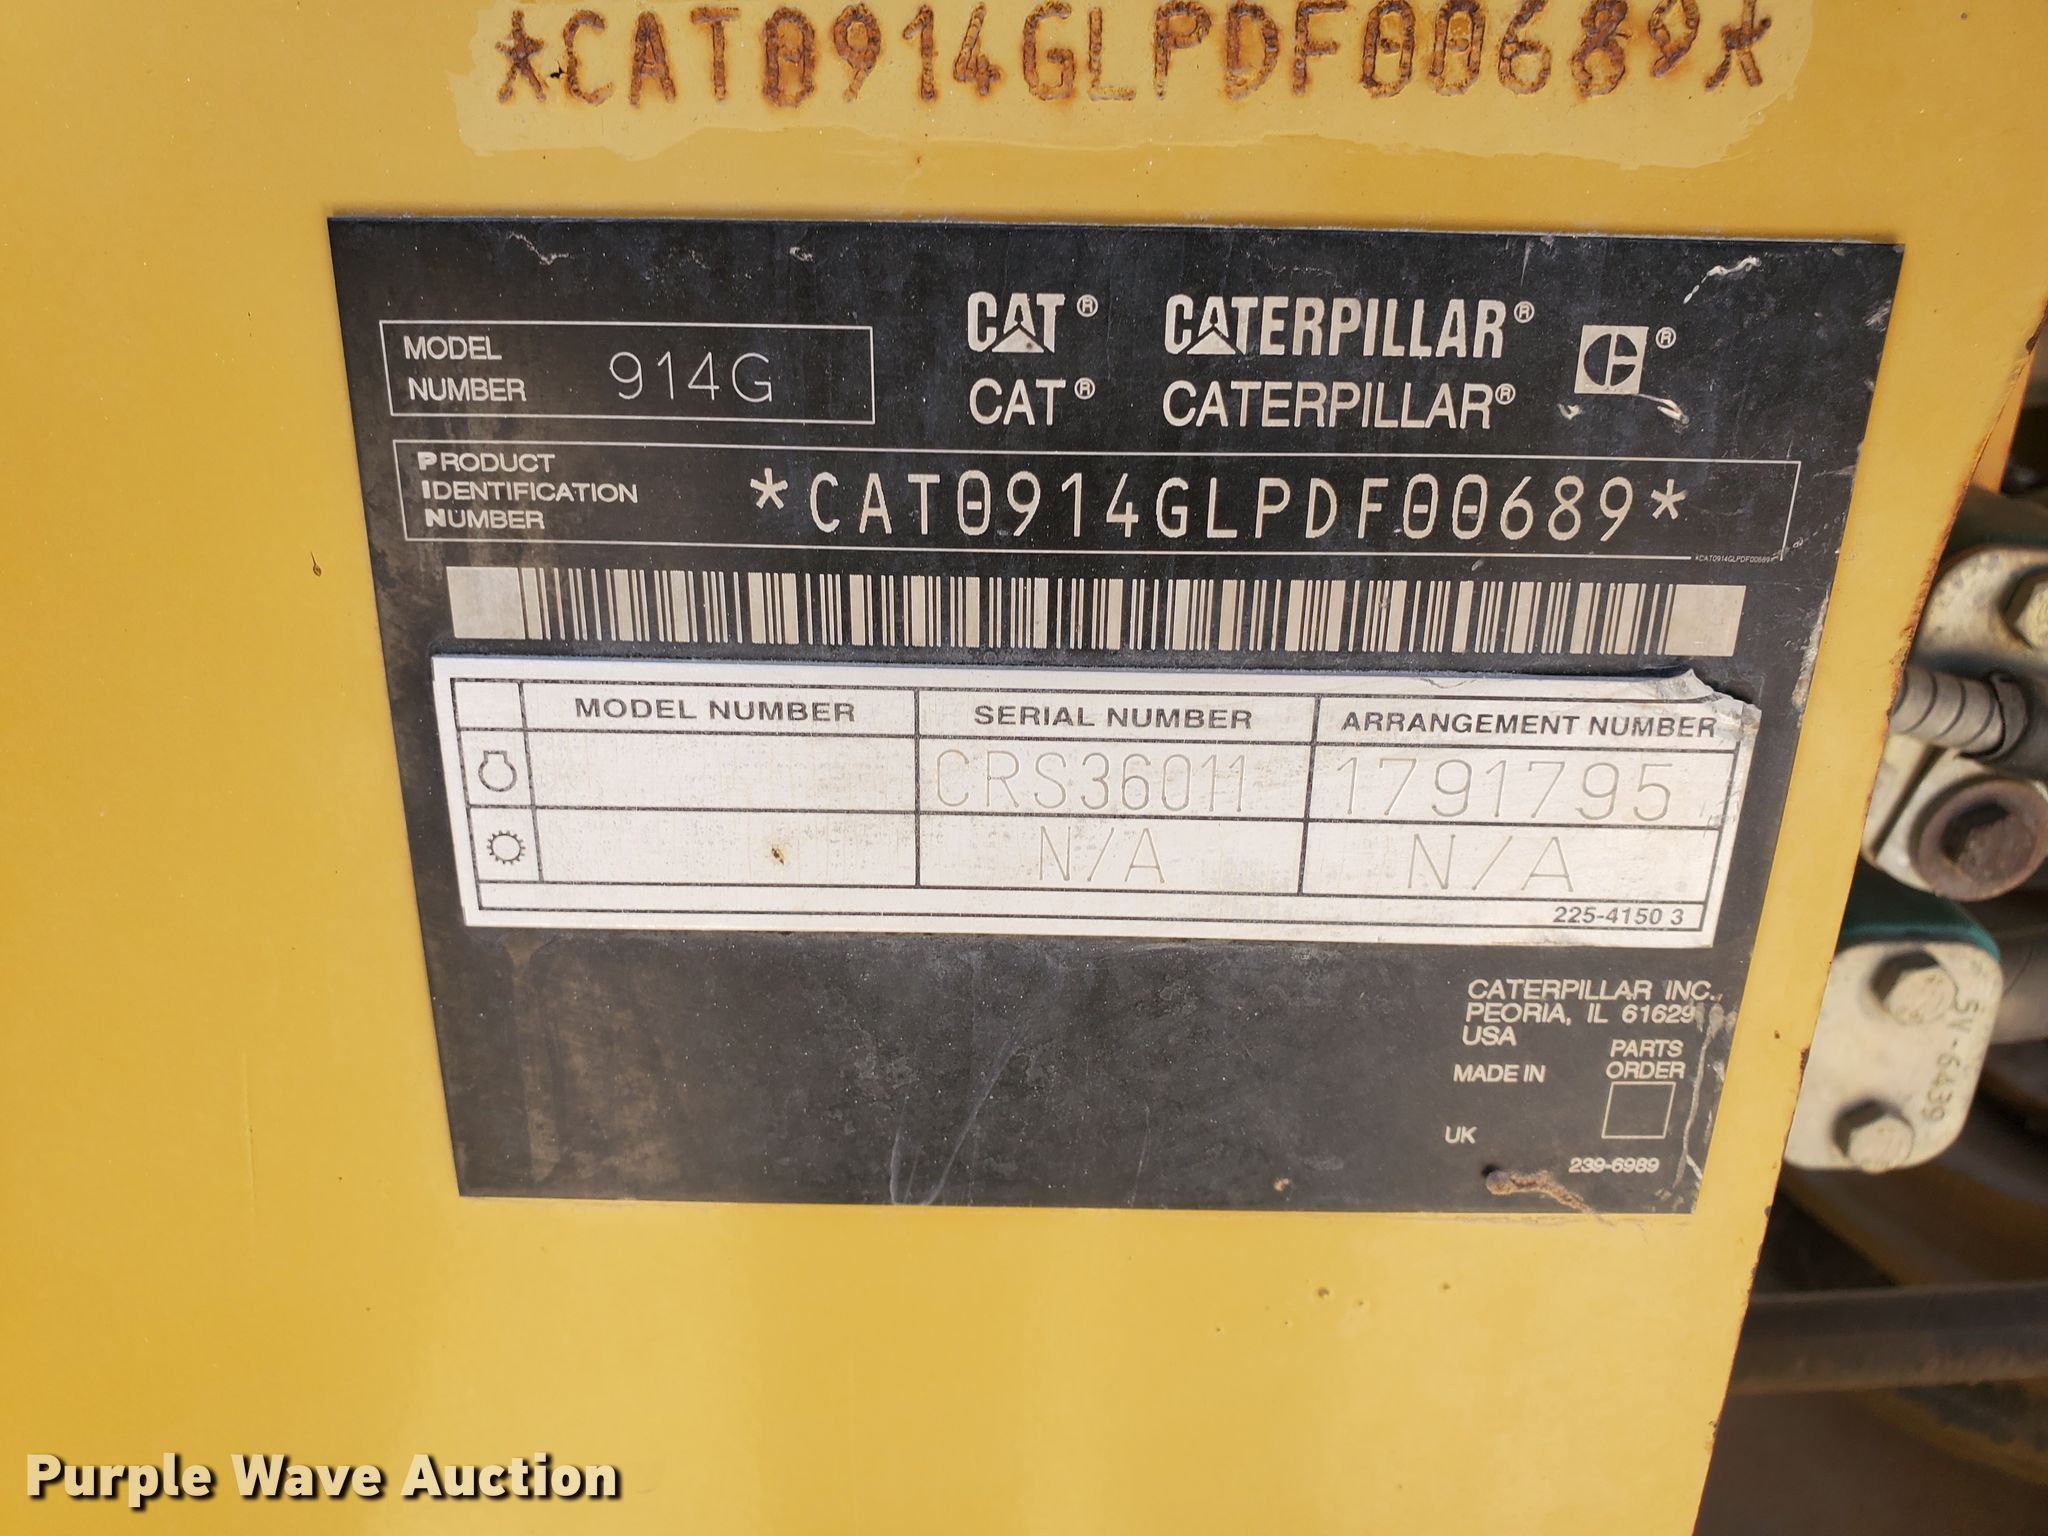 *CAT0914GLPDF00689*
MODEL NUMBER 914G
CAT® CATERPILLAR® ®
CAT® CATERPILLAR®
PRODUCT IDENTIFICATION NUMBER *CAT0914GLPDF00689*
*CAT0914GLPDF00689*
MODEL NUMBER SERIAL NUMBER ARRANGEMENT NUMBER
CRS36011 1791795
N/A N/A
225-4150 3
CATERPILLAR INC.,
PEORIA, IL 61629
USA
MADE IN
UK
PARTS
ORDER
239-6989
5V-6439
Purple Wave Auction